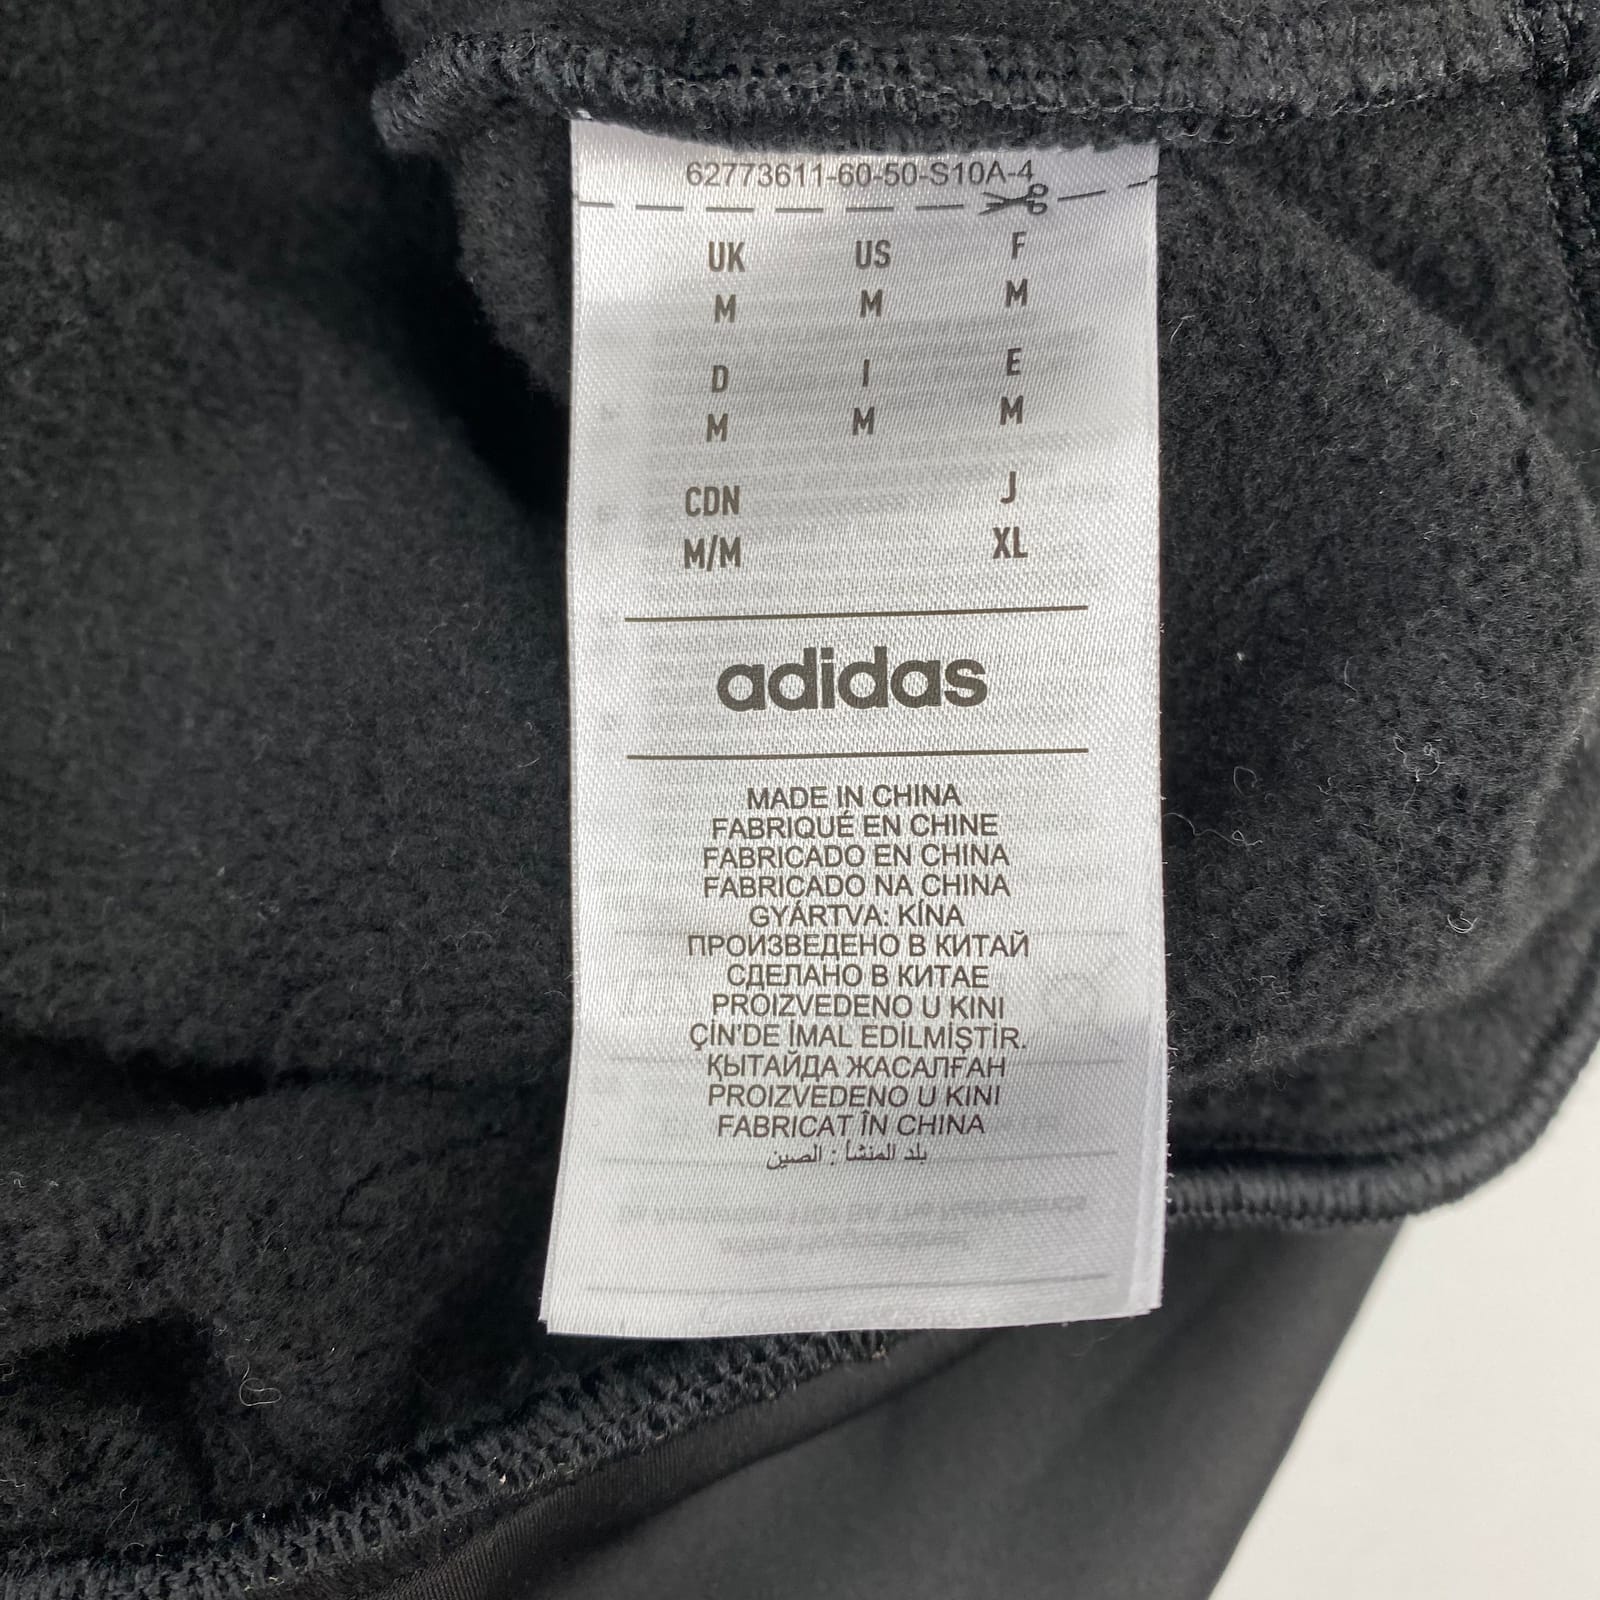 62773611-60-50-S10A-4
UK US F
M M M
D I E
M M M
CDN J
M/M XL
adidas
MADE IN CHINA
FABRIQUÉ EN CHINE
FABRICADO EN CHINA
FABRICADO NA CHINA
GYÁRTVA: KÍNA
ПРОИЗВЕДЕНО В КИТАЙ
СДЕЛАНО В КИТАЕ
PROIZVEDENO U KINI
ÇİN'DE İMAL EDİLMİŞTİR.
ҚЫТАЙДА ЖАСАЛҒАН
PROIZVEDENO U KINI
FABRICAT ÎN CHINA
بلد المنشأ : الصين